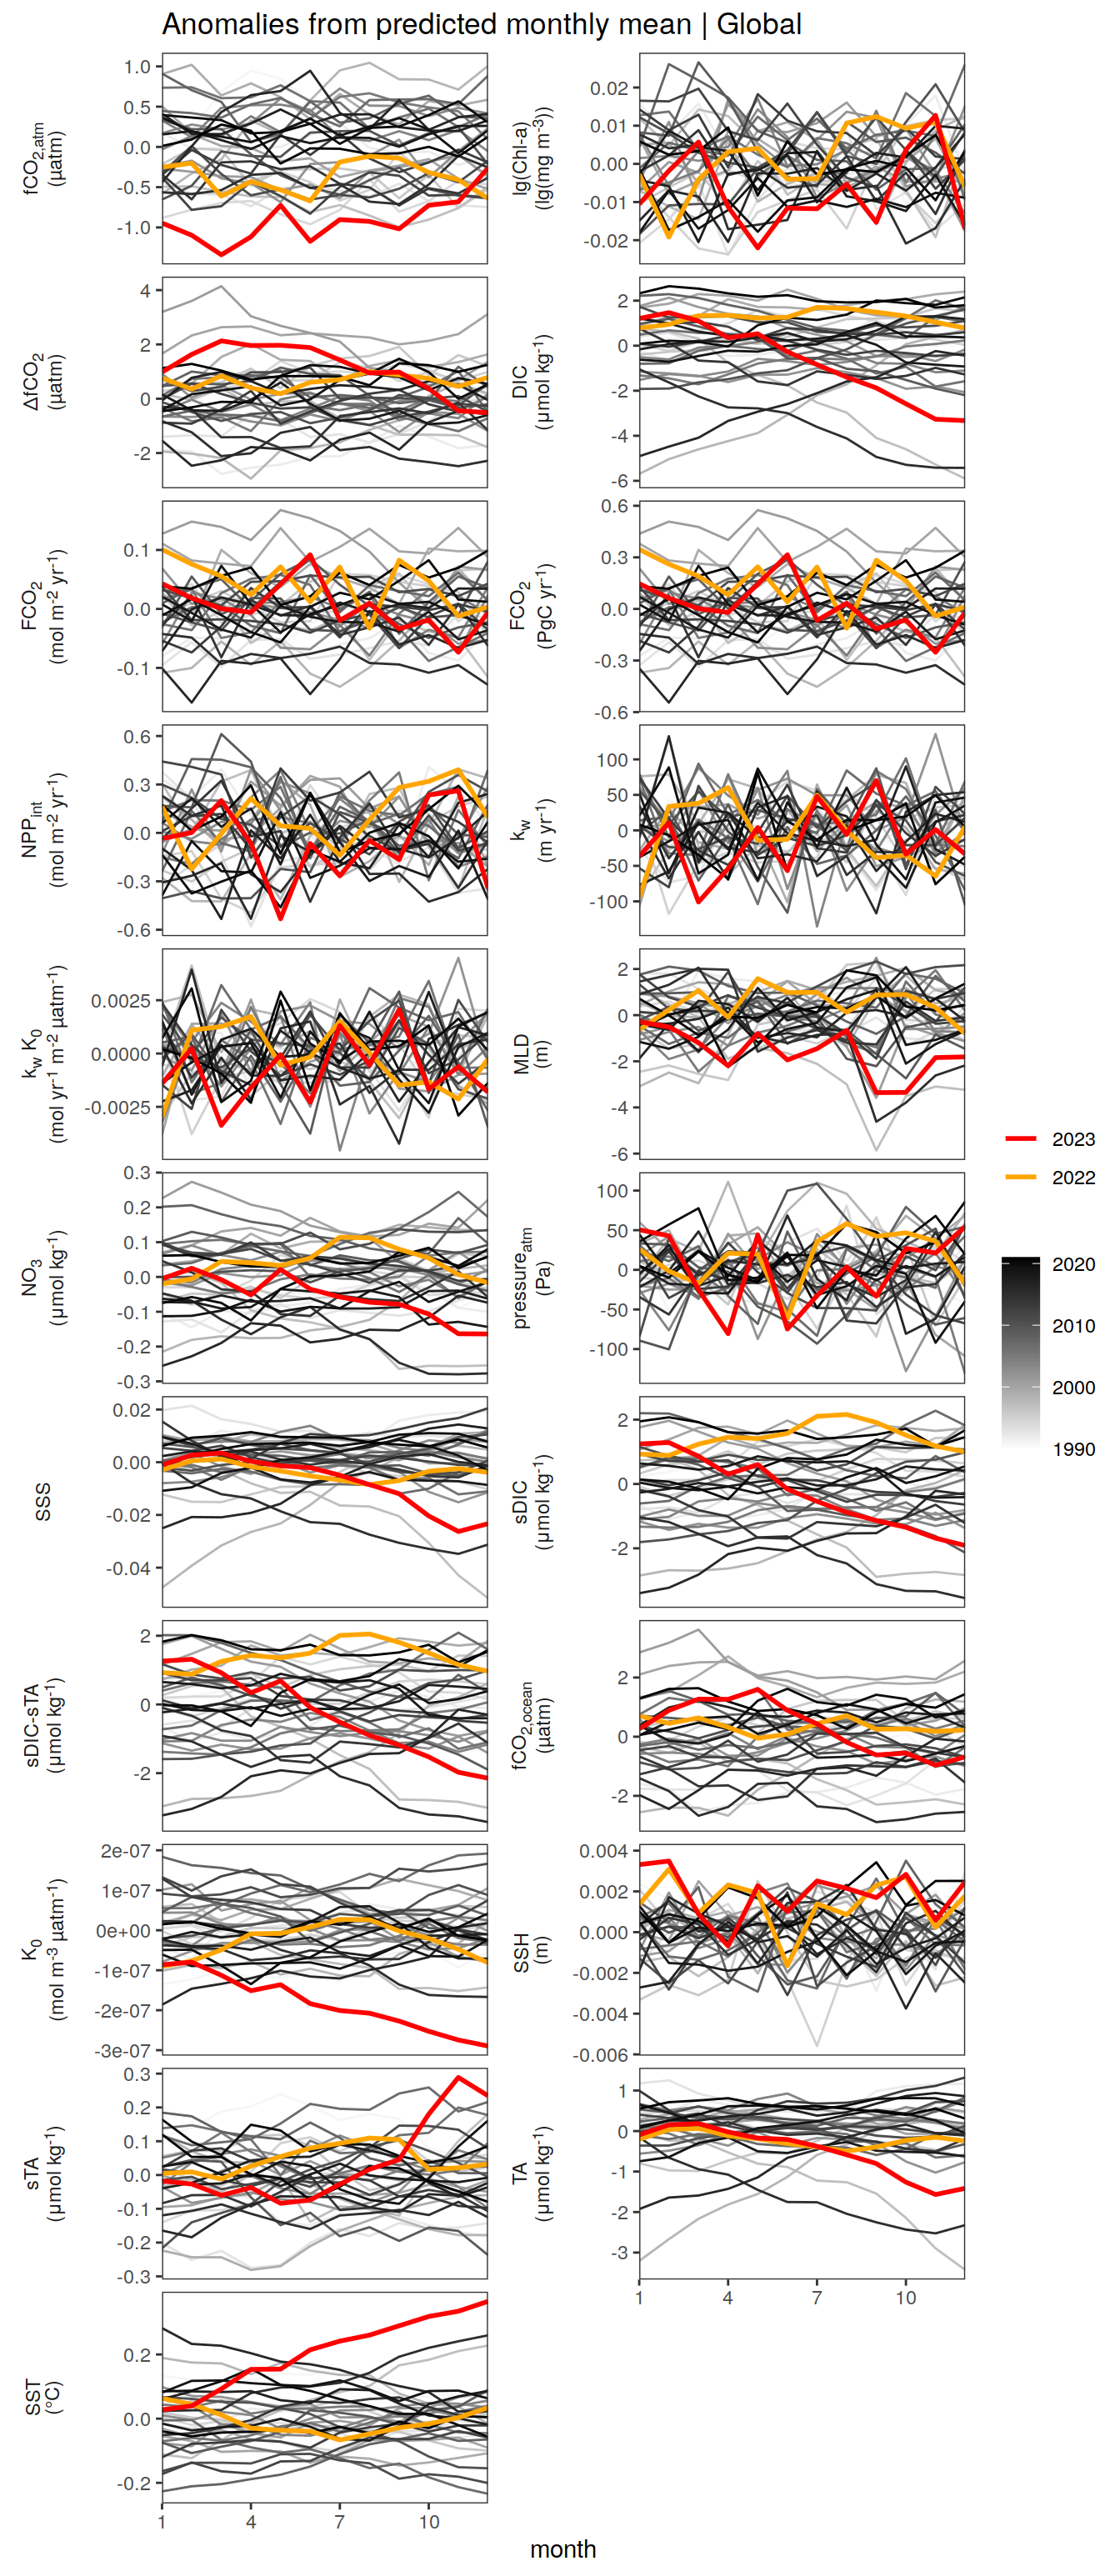 Anomalies from predicted monthly mean | Global
fCO2,atm
(µatm)
1.0
0.5
0.0
-0.5
-1.0
lg(Chl-a)
(lg(mg m-3))
0.02
0.01
0.00
-0.01
-0.02
ΔfCO2
(µatm)
4
2
0
-2
DIC
(µmol kg-1)
2
0
-2
-4
-6
FCO2
(mol m-2 yr-1)
0.1
0.0
-0.1
FCO2
(PgC yr-1)
0.6
0.3
0.0
-0.3
-0.6
NPPint
(mol m-2 yr-1)
0.6
0.3
0.0
-0.3
-0.6
kw
(m yr-1)
100
50
0
-50
-100
kw K0
(mol yr-1 m-2 µatm-1)
0.0025
0.0000
-0.0025
MLD
(m)
2
0
-2
-4
-6
NO3
(µmol kg-1)
0.3
0.2
0.1
0.0
-0.1
-0.2
-0.3
pressureatm
(Pa)
100
50
0
-50
-100
SSS
0.02
0.00
-0.02
-0.04
sDIC
(µmol kg-1)
2
0
-2
sDIC-sTA
(µmol kg-1)
2
0
-2
fCO2,ocean
(µatm)
2
0
-2
K0
(mol m-3 µatm-1)
2e-07
1e-07
0e+00
-1e-07
-2e-07
-3e-07
SSH
(m)
0.004
0.002
0.000
-0.002
-0.004
-0.006
sTA
(µmol kg-1)
0.3
0.2
0.1
0.0
-0.1
-0.2
-0.3
TA
(µmol kg-1)
1
0
-1
-2
-3
1 4 7 10
SST
(°C)
0.2
0.0
-0.2
1 4 7 10
month
2023
2022
2020
2010
2000
1990